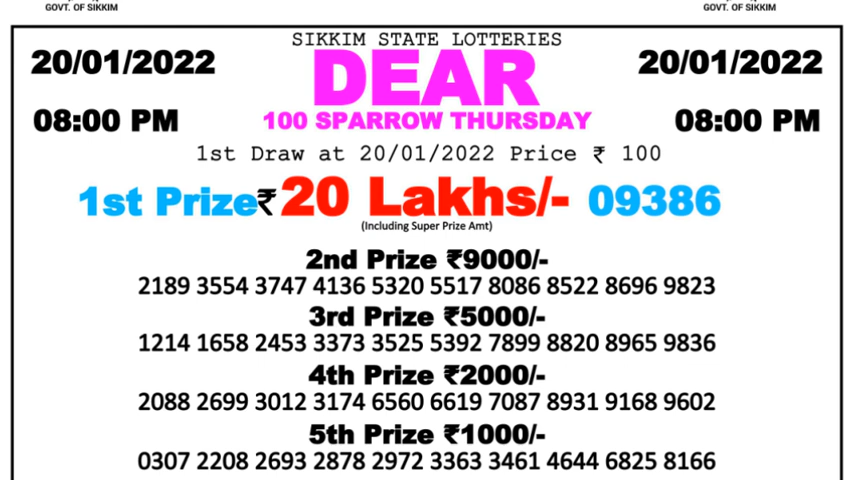 GOVT. OF SIKKIM GOVT. OF SIKKIM
SIKKIM STATE LOTTERIES
20/01/2022 DEAR 20/01/2022
08:00 PM 100 SPARROW THURSDAY 08:00 PM
1st Draw at 20/01/2022 Price ₹ 100
1st Prize₹20 Lakhs/- 09386
(Including Super Prize Amt)
2nd Prize ₹9000/-
2189 3554 3747 4136 5320 5517 8086 8522 8696 9823
3rd Prize ₹5000/-
1214 1658 2453 3373 3525 5392 7899 8820 8965 9836
4th Prize ₹2000/-
2088 2699 3012 3174 6560 6619 7087 8931 9168 9602
5th Prize ₹1000/-
0307 2208 2693 2878 2972 3363 3461 4644 6825 8166